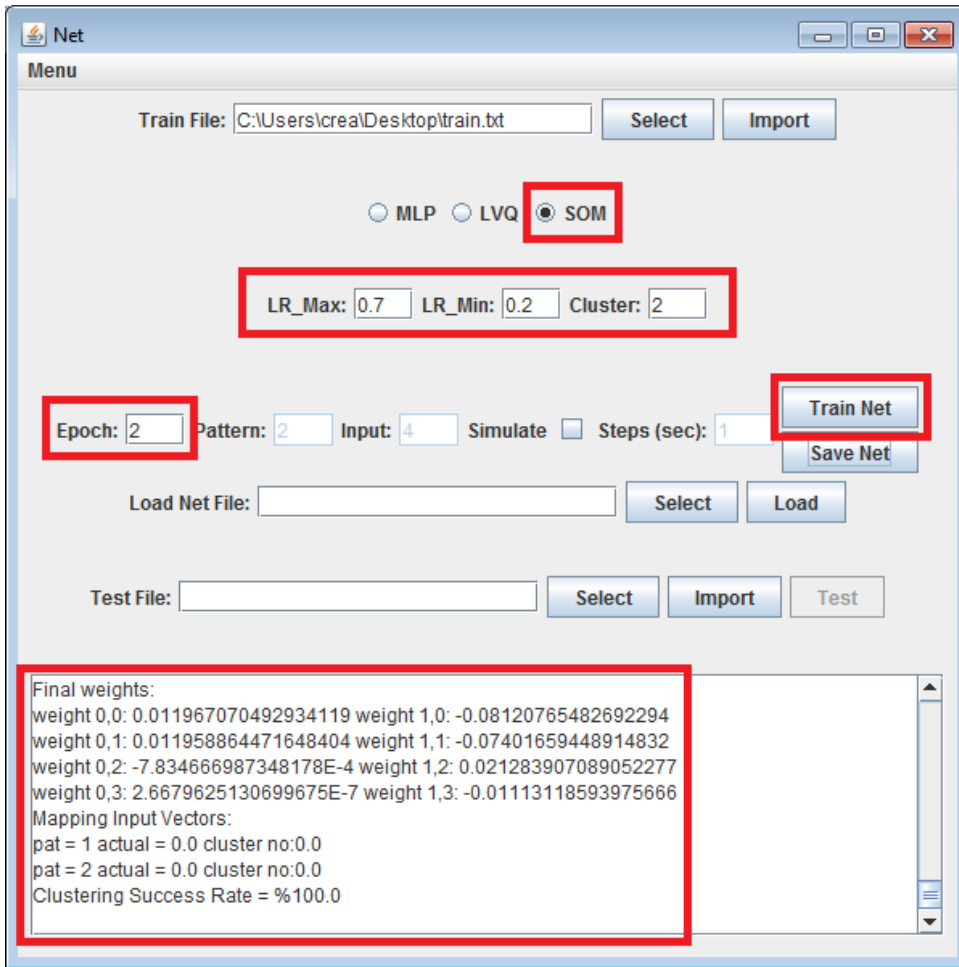 Net
Menu
Train File: C:\Users\crea\Desktop\train.txt Select Import
MLP LVQ SOM
LR_Max: 0.7 LR_Min: 0.2 Cluster: 2
Train Net
Epoch: 2 Pattern: 2 Input: 4 Simulate Steps (sec): 1
Save Net
Load Net File: Select Load
Test File: Select Import Test
Final weights:
weight 0,0: 0.011967070492934119 weight 1,0: -0.08120765482692294
weight 0,1: 0.011958864471648404 weight 1,1: -0.07401659448914832
weight 0,2: -7.834666987348178E-4 weight 1,2: 0.021283907089052277
weight 0,3: 2.6679625130699675E-7 weight 1,3: -0.01113118593975666
Mapping Input Vectors:
pat = 1 actual = 0.0 cluster no:0.0
pat = 2 actual = 0.0 cluster no:0.0
Clustering Success Rate = %100.0